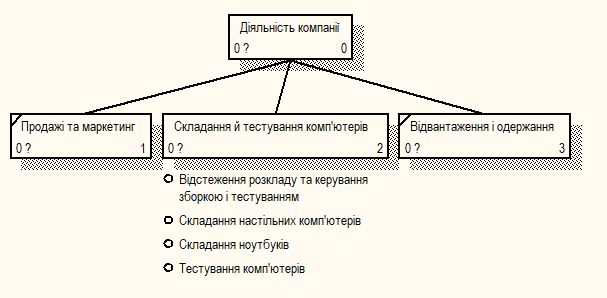 Діяльність компанії
0 ? 0
Продажі та маркетинг
0 ? 1
Складання й тестування комп'ютерів
0 ? 2
Відвантаження і одержання
0 ? 3
Відстеження розкладу та керування
зборкою і тестуванням
Складання настільних комп'ютерів
Складання ноутбуків
Тестування комп'ютерів